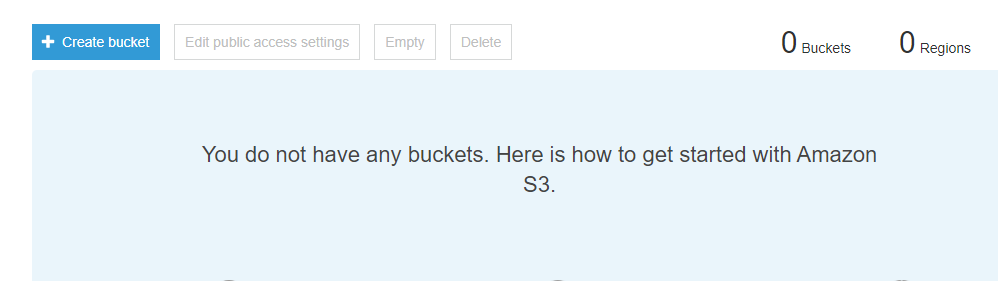 Create bucket Edit public access settings Empty Delete 0 Buckets 0 Regions
You do not have any buckets. Here is how to get started with Amazon
S3.